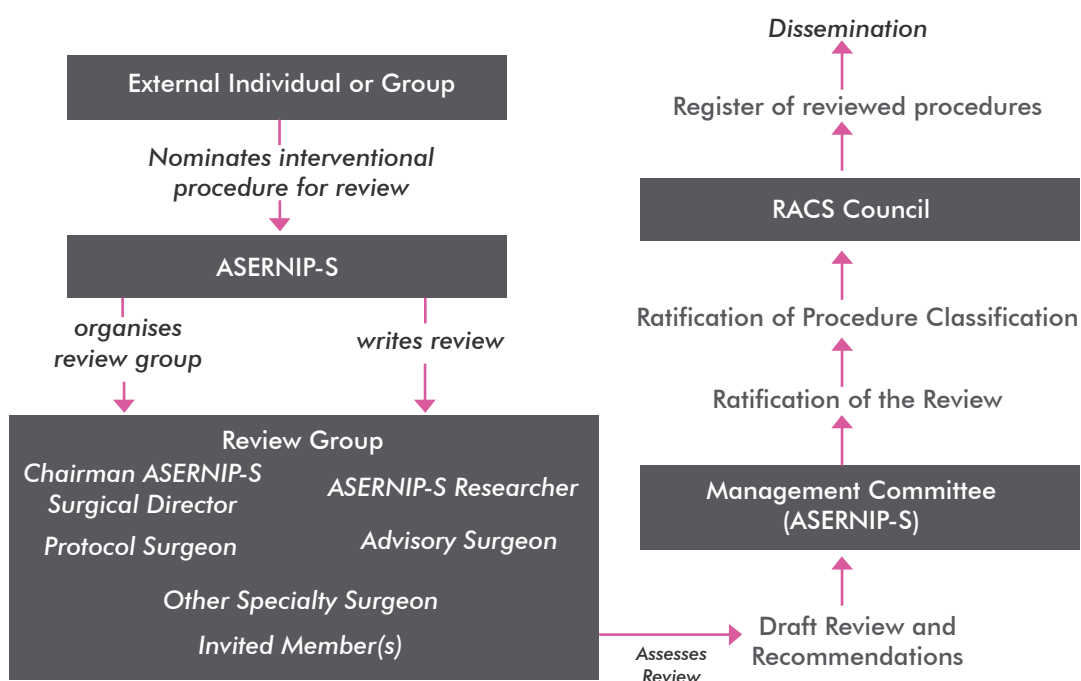 External Individual or Group
Nominates interventional
procedure for review
ASERNIP-S
organises
review group
writes review
Review Group
Chairman ASERNIP-S
Surgical Director
ASERNIP-S Researcher
Protocol Surgeon
Advisory Surgeon
Other Specialty Surgeon
Invited Member(s)
Assesses
Review
Draft Review and
Recommendations
Management Committee
(ASERNIP-S)
Ratification of the Review
Ratification of Procedure Classification
RACS Council
Register of reviewed procedures
Dissemination